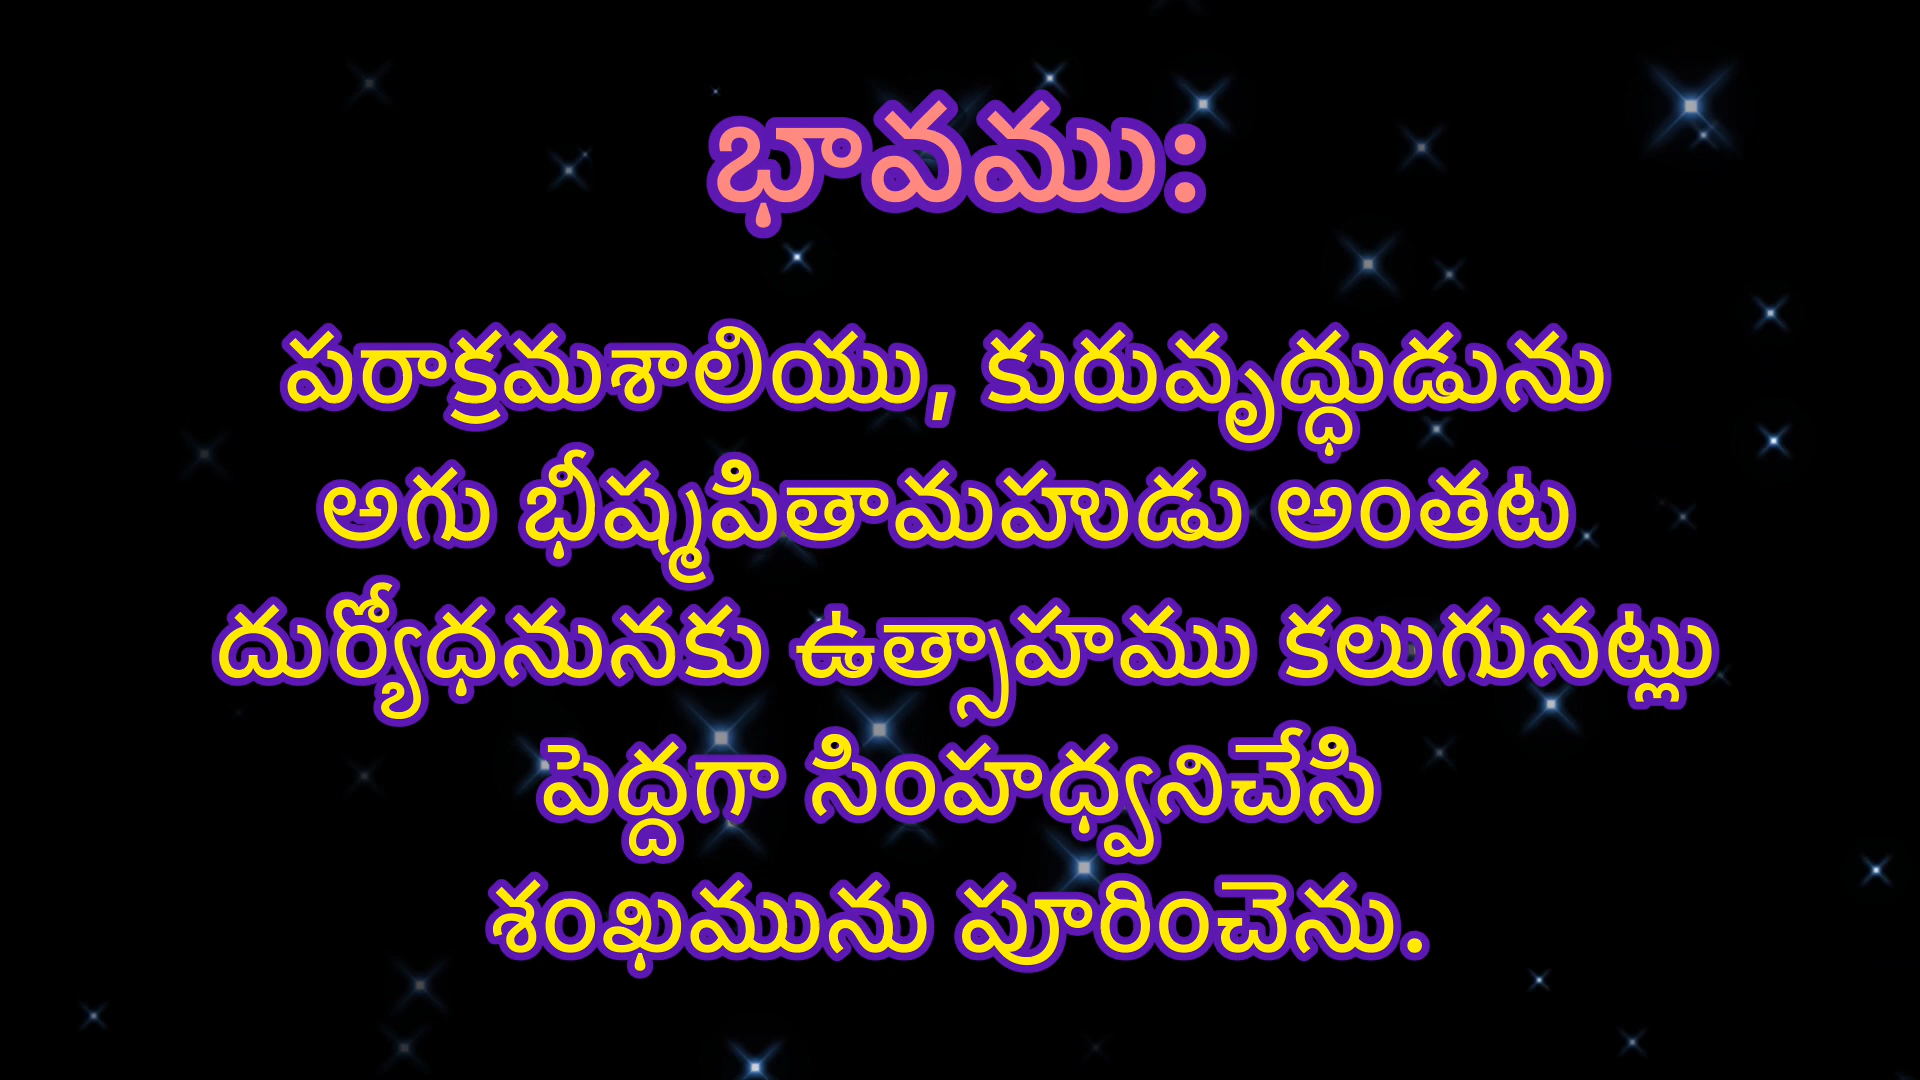 భావము:
పరాక్రమశాలియు, కురువృద్ధుడును
అగు భీష్మపితామహుడు అంతట
దుర్యోధనునకు ఉత్సాహము కలుగునట్లు
పెద్దగా సింహధ్వనిచేసి
శంఖమును పూరించెను.